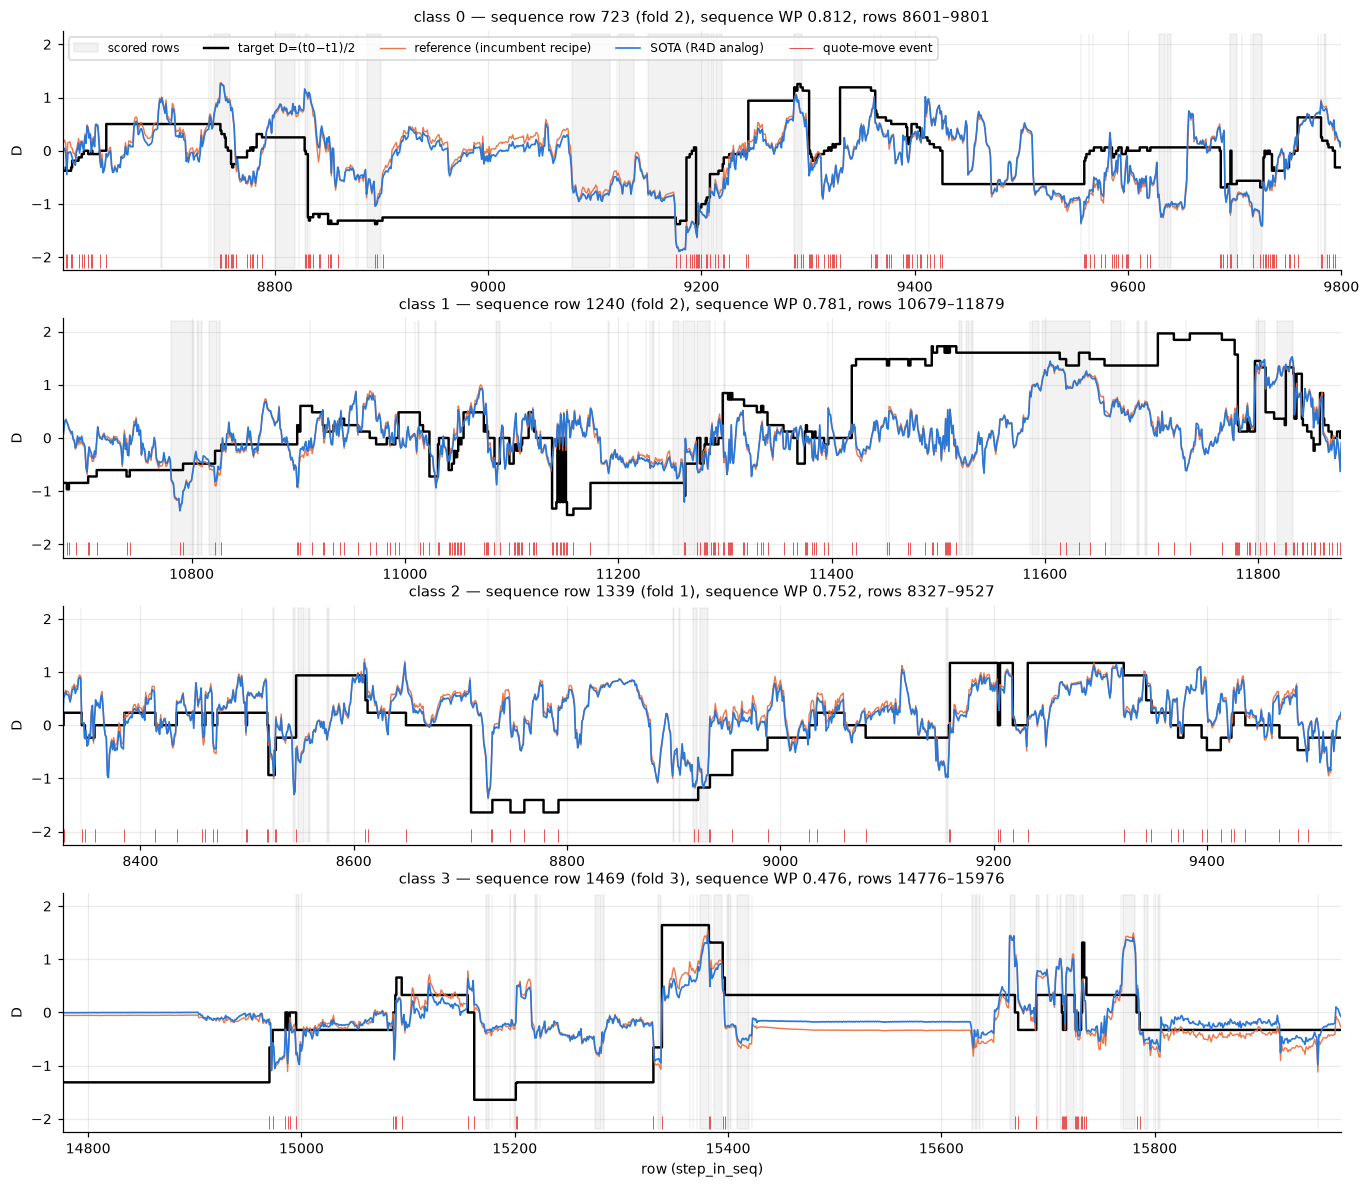 class 0 — sequence row 723 (fold 2), sequence WP 0.812, rows 8601–9801
scored rows target D=(t0−t1)/2 reference (incumbent recipe) SOTA (R4D analog) quote-move event
2
1
0
−1
−2
D
8800 9000 9200 9400 9600 9800
class 1 — sequence row 1240 (fold 2), sequence WP 0.781, rows 10679–11879
2
1
0
−1
−2
D
10800 11000 11200 11400 11600 11800
class 2 — sequence row 1339 (fold 1), sequence WP 0.752, rows 8327–9527
2
1
0
−1
−2
D
8400 8600 8800 9000 9200 9400
class 3 — sequence row 1469 (fold 3), sequence WP 0.476, rows 14776–15976
2
1
0
−1
−2
D
14800 15000 15200 15400 15600 15800
row (step_in_seq)